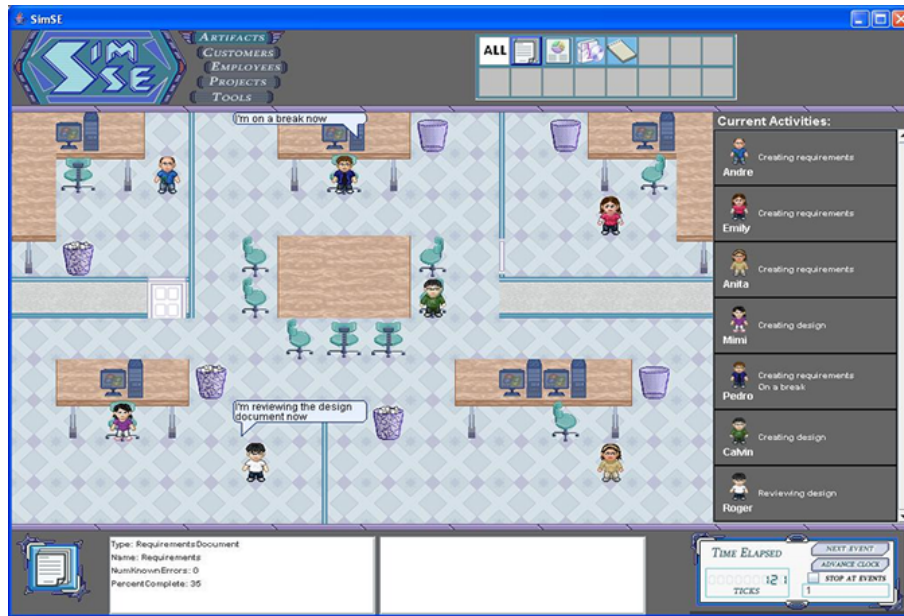 SimSE
SIM
SE
ARTIFACTS
CUSTOMERS
EMPLOYEES
PROJECTS
TOOLS
ALL
I'm on a break now
I'm reviewing the design
document now
Current Activities:
Creating requirements
Andre
Creating requirements
Emily
Creating requirements
Anita
Creating design
Mimi
Creating requirements
On a break
Pedro
Creating design
Calvin
Reviewing design
Roger
Type: RequirementsDocument
Name: Requirements
NumKnownErrors: 0
PercentComplete: 35
TIME ELAPSED
121
TICKS
NEXT EVENT
ADVANCE CLOCK
STOP AT EVENTS
1